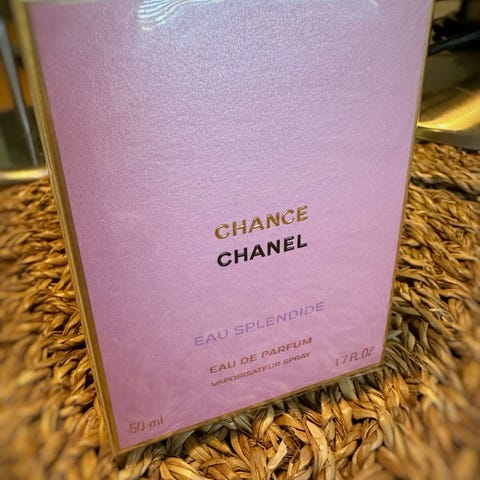 CHANCE
CHANEL
EAU SPLENDIDE
EAU DE PARFUM
VAPORISATEUR SPRAY
50 ml
1.7 FL.OZ